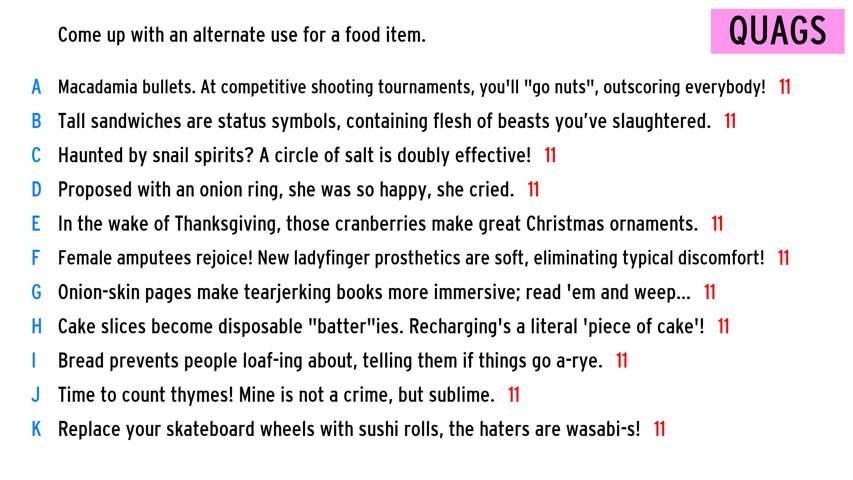 Come up with an alternate use for a food item.
QUAGS
A Macadamia bullets. At competitive shooting tournaments, you'll "go nuts", outscoring everybody! 11
B Tall sandwiches are status symbols, containing flesh of beasts you’ve slaughtered. 11
C Haunted by snail spirits? A circle of salt is doubly effective! 11
D Proposed with an onion ring, she was so happy, she cried. 11
E In the wake of Thanksgiving, those cranberries make great Christmas ornaments. 11
F Female amputees rejoice! New ladyfinger prosthetics are soft, eliminating typical discomfort! 11
G Onion-skin pages make tearjerking books more immersive; read 'em and weep... 11
H Cake slices become disposable "batter"ies. Recharging's a literal 'piece of cake'! 11
I Bread prevents people loaf-ing about, telling them if things go a-rye. 11
J Time to count thymes! Mine is not a crime, but sublime. 11
K Replace your skateboard wheels with sushi rolls, the haters are wasabi-s! 11